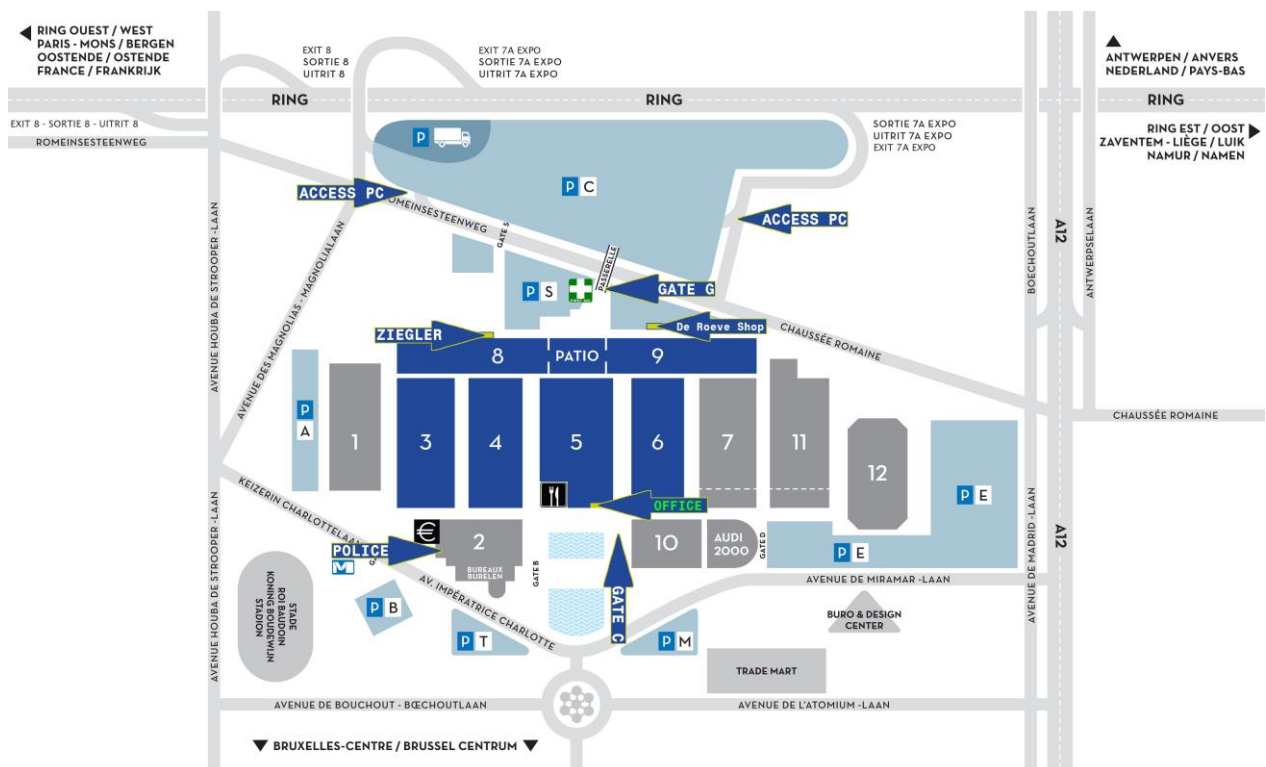 RING OUEST / WEST
PARIS - MONS / BERGEN
OOSTENDE / OSTENDE
FRANCE / FRANKRIJK
EXIT 8
SORTIE 8
UITRIT 8
EXIT 7A EXPO
SORTIE 7A EXPO
UITRIT 7A EXPO
ANTWERPEN / ANVERS
NEDERLAND / PAYS-BAS
RING
RING
RING
EXIT 8 - SORTIE 8 - UITRIT 8
ROMEINSESTEENWEG
SORTIE 7A EXPO
UITRIT 7A EXPO
EXIT 7A EXPO
RING EST / OOST
ZAVENTEM - LIÈGE / LUIK
NAMUR / NAMEN
P
P C
ACCESS PC
ROMEINSESTEENWEG
ACCESS PC
GATE S
PASSERELLE
P S
GATE G
De Roeve Shop
ZIEGLER
CHAUSSÉE ROMAINE
CHAUSSÉE ROMAINE
AVENUE HOUBA DE STROOPER -LAAN
AVENUE DES MAGNOLIAS - MAGNOLIALAAN
BOECHOUTLAAN
A12
ANTWERPSELAAN
8
PATIO
9
P
A
1
3
4
5
6
7
11
12
P E
OFFICE
KEIZERIN CHARLOTTELAAN
€
POLICE
M
2
BUREAUX
BURELEN
GATE B
GATE C
10
AUDI
2000
GATE D
P E
AVENUE DE MIRAMAR -LAAN
AVENUE DE MADRID -LAAN
A12
AVENUE HOUBA DE STROOPER -LAAN
STADE
ROI BAUDOIN
KONING BOUDEWIJN
STADION
P B
AV. IMPÉRATRICE CHARLOTTE
P T
P M
BURO & DESIGN
CENTER
TRADE MART
AVENUE DE BOUCHOUT - BŒCHOUTLAAN
AVENUE DE L'ATOMIUM -LAAN
BRUXELLES-CENTRE / BRUSSEL CENTRUM